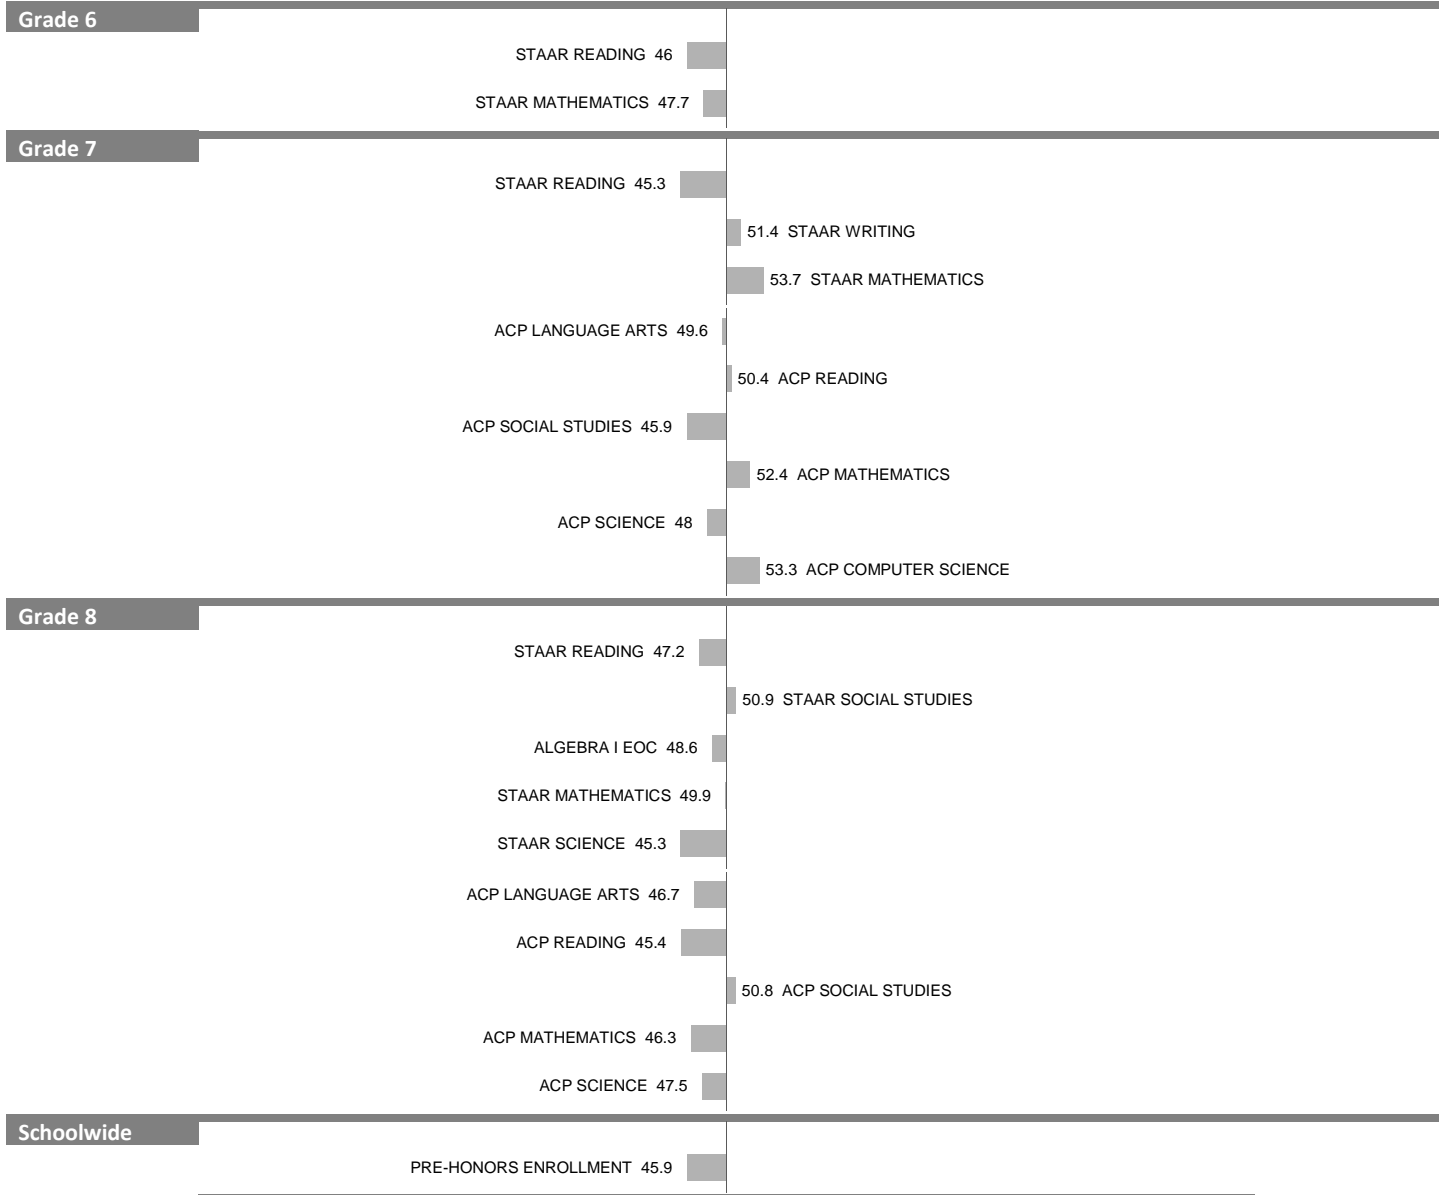 Grade 6
STAAR READING 46
STAAR MATHEMATICS 47.7
Grade 7
STAAR READING 45.3
51.4 STAAR WRITING
53.7 STAAR MATHEMATICS
ACP LANGUAGE ARTS 49.6
50.4 ACP READING
ACP SOCIAL STUDIES 45.9
52.4 ACP MATHEMATICS
ACP SCIENCE 48
53.3 ACP COMPUTER SCIENCE
Grade 8
STAAR READING 47.2
50.9 STAAR SOCIAL STUDIES
ALGEBRA I EOC 48.6
STAAR MATHEMATICS 49.9
STAAR SCIENCE 45.3
ACP LANGUAGE ARTS 46.7
ACP READING 45.4
50.8 ACP SOCIAL STUDIES
ACP MATHEMATICS 46.3
ACP SCIENCE 47.5
Schoolwide
PRE-HONORS ENROLLMENT 45.9